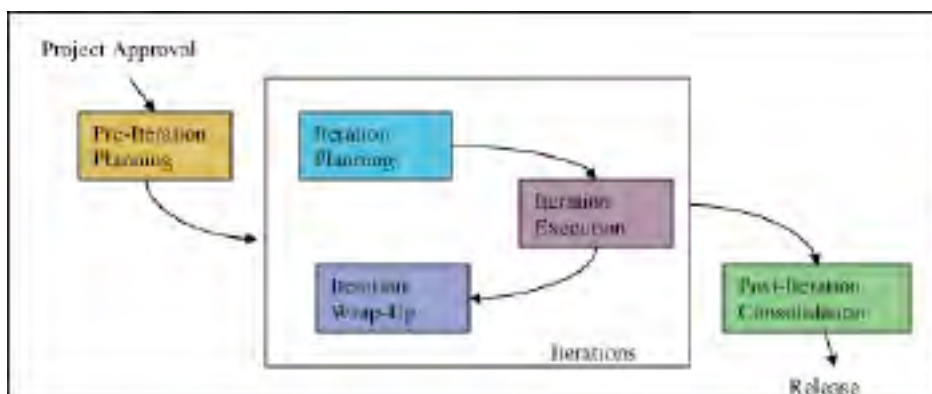 Project Approval
Pre-Iteration
Planning
Iteration
Planning
Iteration
Execution
Iteration
Wrap-Up
Iterations
Post-Iteration
Consolidation
Release